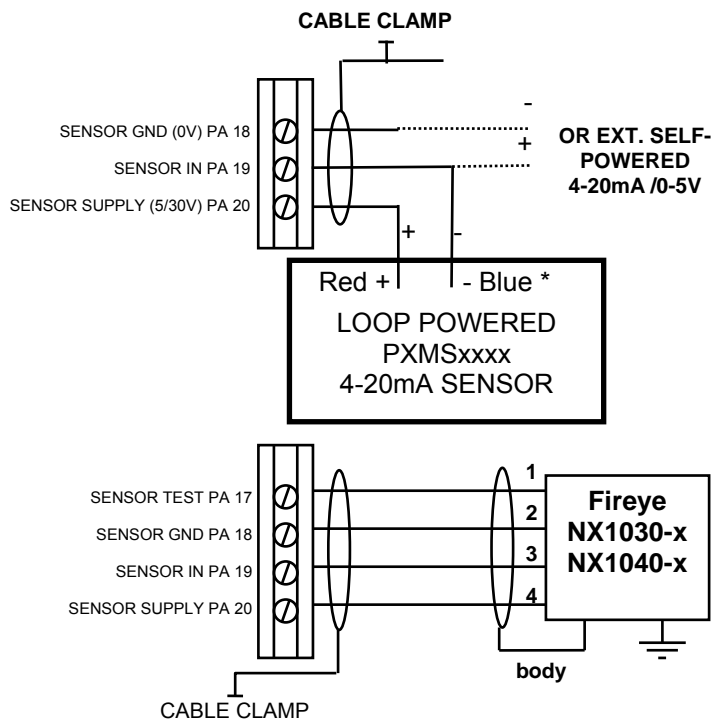 CABLE CLAMP
SENSOR GND (0V) PA 18
SENSOR IN PA 19
SENSOR SUPPLY (5/30V) PA 20
-
+
OR EXT. SELF-
POWERED
4-20mA /0-5V
+ -
Red + - Blue *
LOOP POWERED
PXMSxxxx
4-20mA SENSOR
SENSOR TEST PA 17
SENSOR GND PA 18
SENSOR IN PA 19
SENSOR SUPPLY PA 20
1
2
3
4
Fireye
NX1030-x
NX1040-x
body
CABLE CLAMP